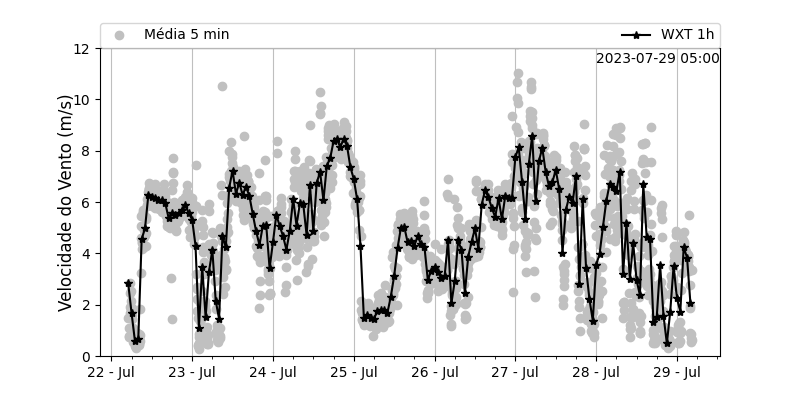 Média 5 min
WXT 1h
2023-07-29 05:00
Velocidade do Vento (m/s)
12
10
8
6
4
2
0
22 - Jul
23 - Jul
24 - Jul
25 - Jul
26 - Jul
27 - Jul
28 - Jul
29 - Jul